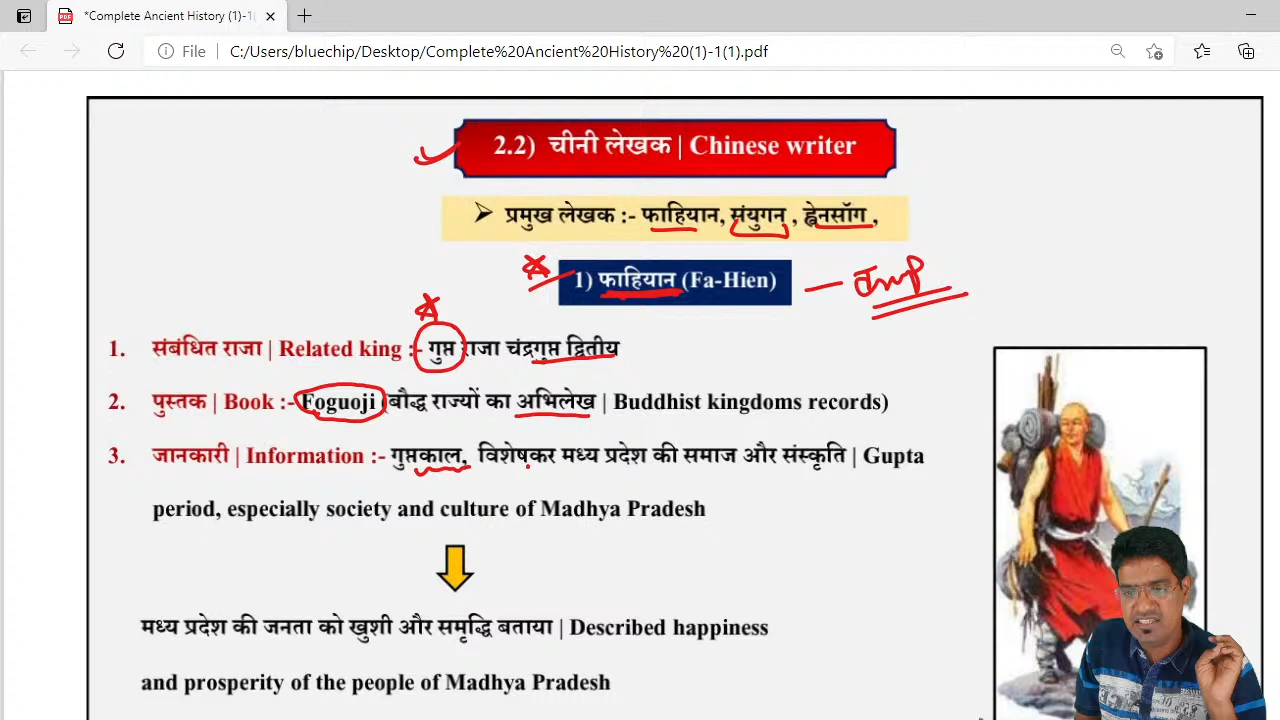 *Complete Ancient History (1)-1(
File C:/Users/bluechip/Desktop/Complete%20Ancient%20History%20(1)-1(1).pdf
2.2) चीनी लेखक | Chinese writer
➢ प्रमुख लेखक :- फाहियान, संयुगन, ह्वेनसॉग,
1) फाहियान (Fa-Hien) — Imp
1. संबंधित राजा | Related king :- गुप्त राजा चंद्रगुप्त द्वितीय
2. पुस्तक | Book :- Foguoji (बौद्ध राज्यों का अभिलेख | Buddhist kingdoms records)
3. जानकारी | Information :- गुप्तकाल, विशेषकर मध्य प्रदेश की समाज और संस्कृति | Gupta
period, especially society and culture of Madhya Pradesh
मध्य प्रदेश की जनता को खुशी और समृद्धि बताया | Described happiness
and prosperity of the people of Madhya Pradesh